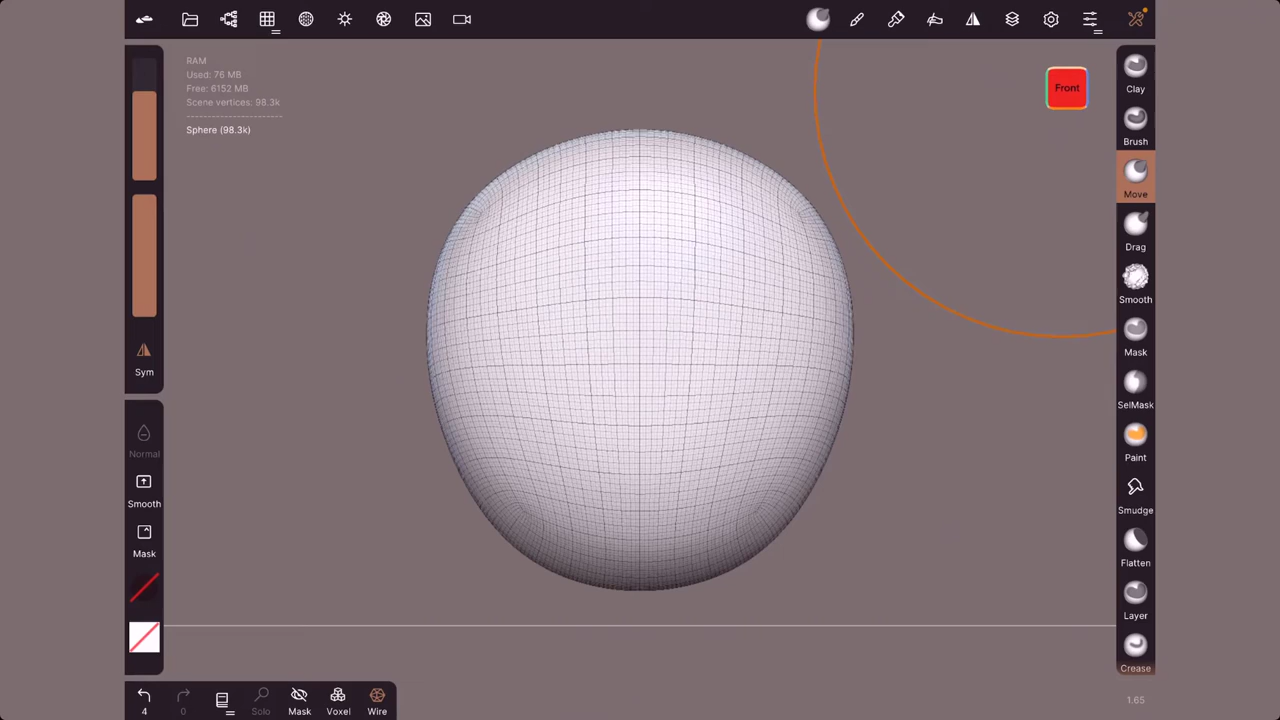 RAM
Used: 76 MB
Free: 6152 MB
Scene vertices: 98.3k
-----------------------
Sphere (98.3k)
Front
Clay
Brush
Move
Drag
Smooth
Mask
SelMask
Paint
Smudge
Flatten
Layer
Crease
Sym
Normal
Smooth
Mask
4
0
Solo
Mask
Voxel
Wire
1.65